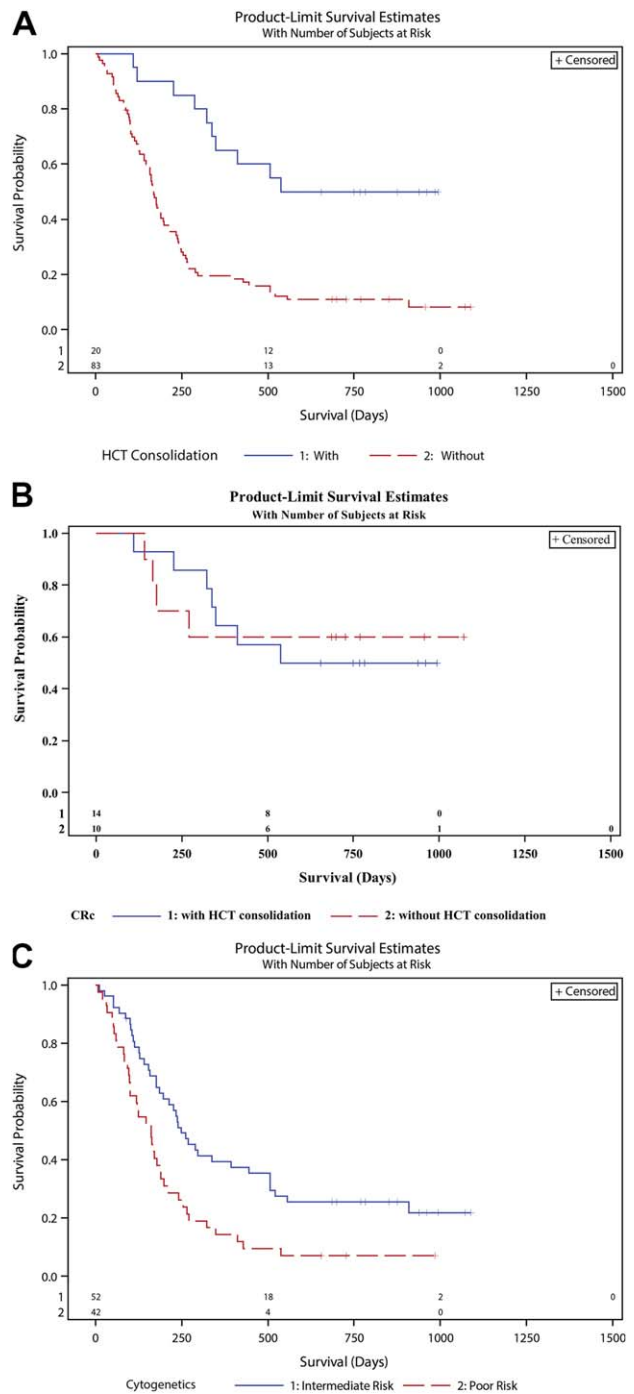 A
Product-Limit Survival Estimates
With Number of Subjects at Risk
+ Censored
1.0
0.8
0.6
0.4
0.2
0.0
Survival Probability
1 20 12 0
2 83 13 2 0
0 250 500 750 1000 1250 1500
Survival (Days)
HCT Consolidation 1: With 2: Without
B
Product-Limit Survival Estimates
With Number of Subjects at Risk
+ Censored
1.0
0.8
0.6
0.4
0.2
0.0
Survival Probability
1 14 8 0
2 10 6 1 0
0 250 500 750 1000 1250 1500
Survival (Days)
CRc 1: with HCT consolidation 2: without HCT consolidation
C
Product-Limit Survival Estimates
With Number of Subjects at Risk
+ Censored
1.0
0.8
0.6
0.4
0.2
0.0
Survival Probability
1 52 18 2 0
2 42 4 0
0 250 500 750 1000 1250 1500
Survival (Days)
Cytogenetics 1: Intermediate Risk 2: Poor Risk